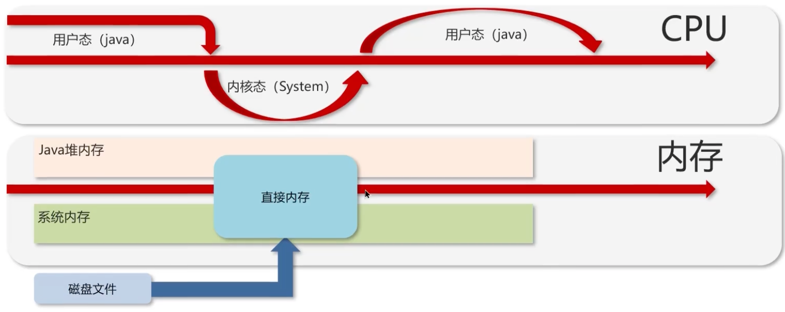 CPU
用户态（java）
用户态（java）
内核态（System）
内存
Java堆内存
直接内存
系统内存
磁盘文件